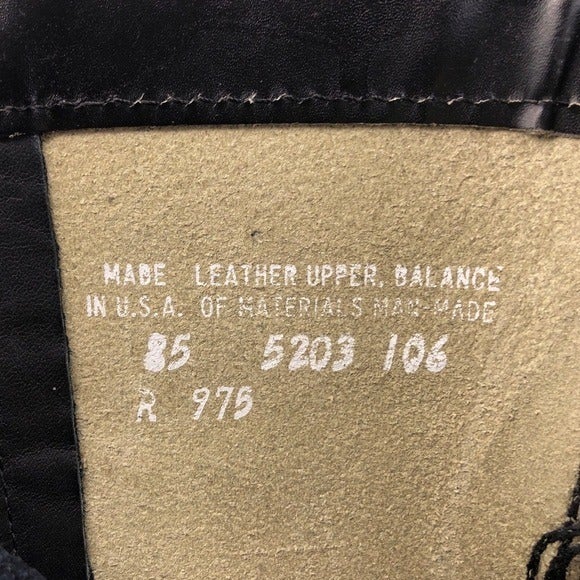 MADE LEATHER UPPER, BALANCE
IN U.S.A. OF MATERIALS MAN-MADE
85 5203 106
R 975